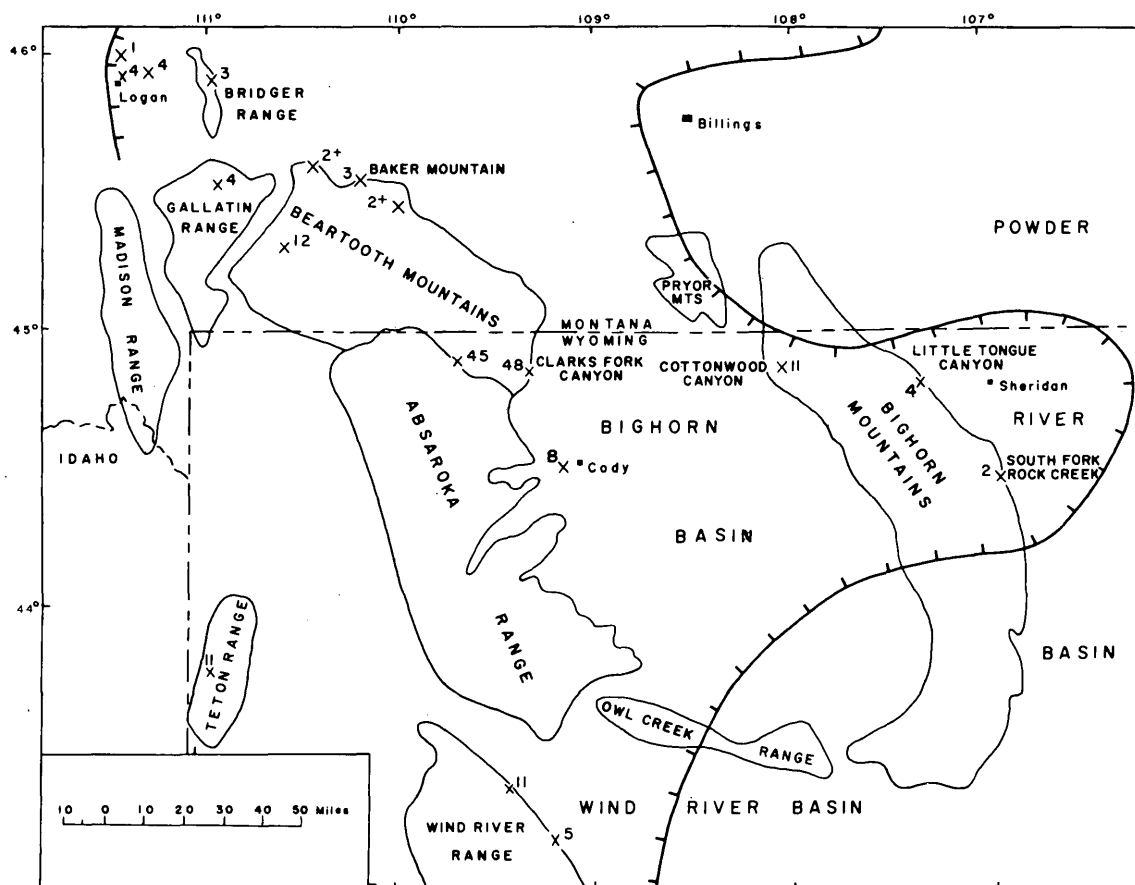 111° 110° 109° 108° 107°
46°
1
4 4
Logan
3
BRIDGER
RANGE
Billings
2+
3 BAKER MOUNTAIN
2+
4
GALLATIN
RANGE
12
BEARTOOTH MOUNTAINS
MADISON
RANGE
POWDER
PRYOR
MTS
45°
MONTANA
WYOMING
45
48 CLARKS FORK
CANYON
COTTONWOOD
CANYON
11
LITTLE TONGUE
CANYON
4
Sheridan
RIVER
BIGHORN
MOUNTAINS
ABSAROKA
RANGE
BIGHORN
BASIN
IDAHO
8
Cody
2 SOUTH FORK
ROCK CREEK
44°
BASIN
11
TETON RANGE
OWL CREEK
RANGE
10 0 10 20 30 40 50 Miles
11
WIND RIVER BASIN
WIND RIVER
RANGE
5